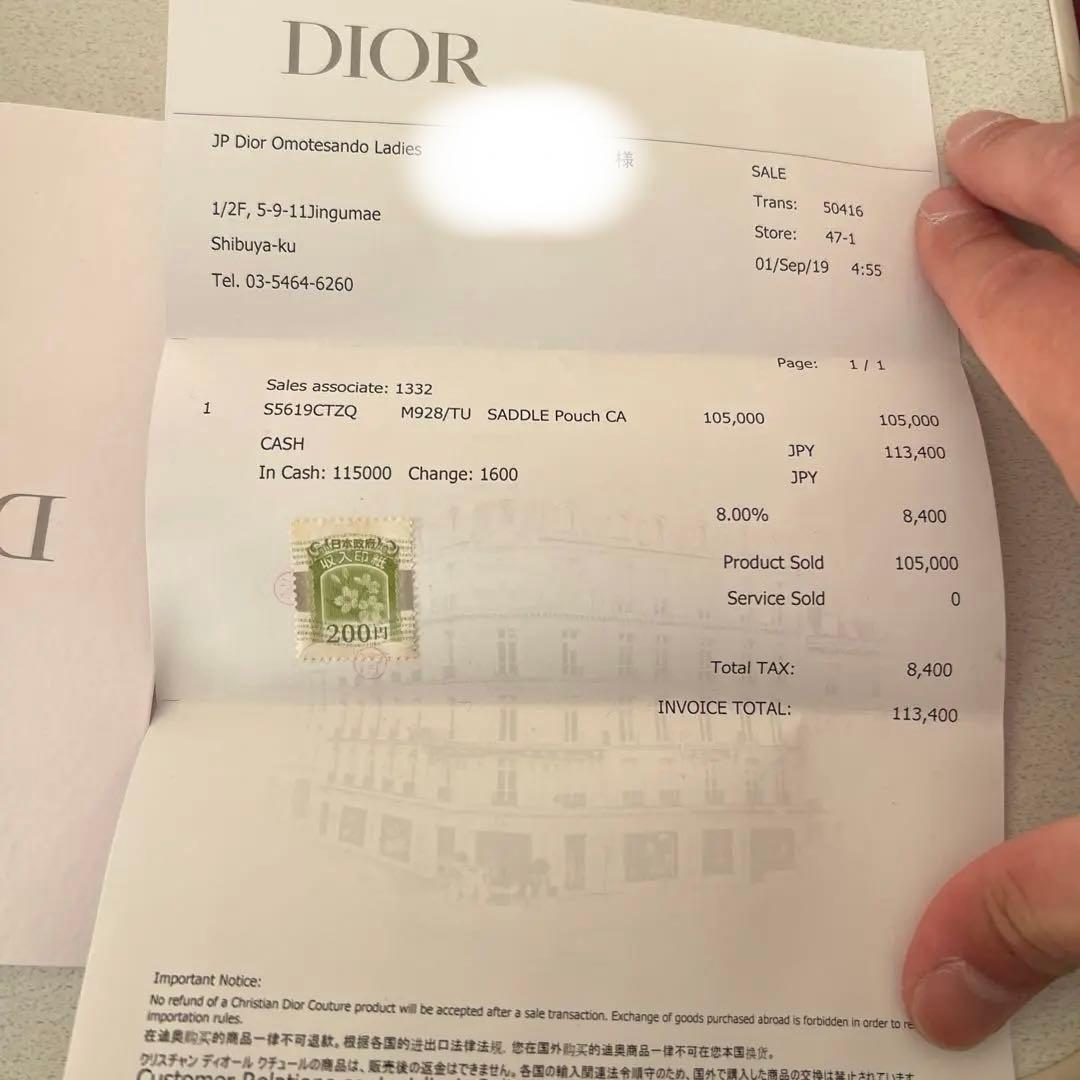 DIOR
JP Dior Omotesando Ladies
様
1/2F, 5-9-11Jingumae
Shibuya-ku
Tel. 03-5464-6260
SALE
Trans: 50416
Store: 47-1
01/Sep/19 4:55
Page: 1 / 1
Sales associate: 1332
1 S5619CTZQ M928/TU SADDLE Pouch CA 105,000 105,000
CASH JPY 113,400
In Cash: 115000 Change: 1600 JPY
8.00% 8,400
Product Sold 105,000
Service Sold 0
Total TAX: 8,400
INVOICE TOTAL: 113,400
日本政府
収入印紙
200円
D
Important Notice:
No refund of a Christian Dior Couture product will be accepted after a sale transaction. Exchange of goods purchased abroad is forbidden in order to
importation rules.
在迪奥购买的商品一律不可退款。根据各国的进出口法律法规, 您在国外购买的迪奥商品一律不可在您本国换货。
クリスチャン ディオール クチュールの商品は、販売後の返金はできません。各国の輸入関連法令順守のため、国外で購入した商品の交換は禁止されています
Customer Relations